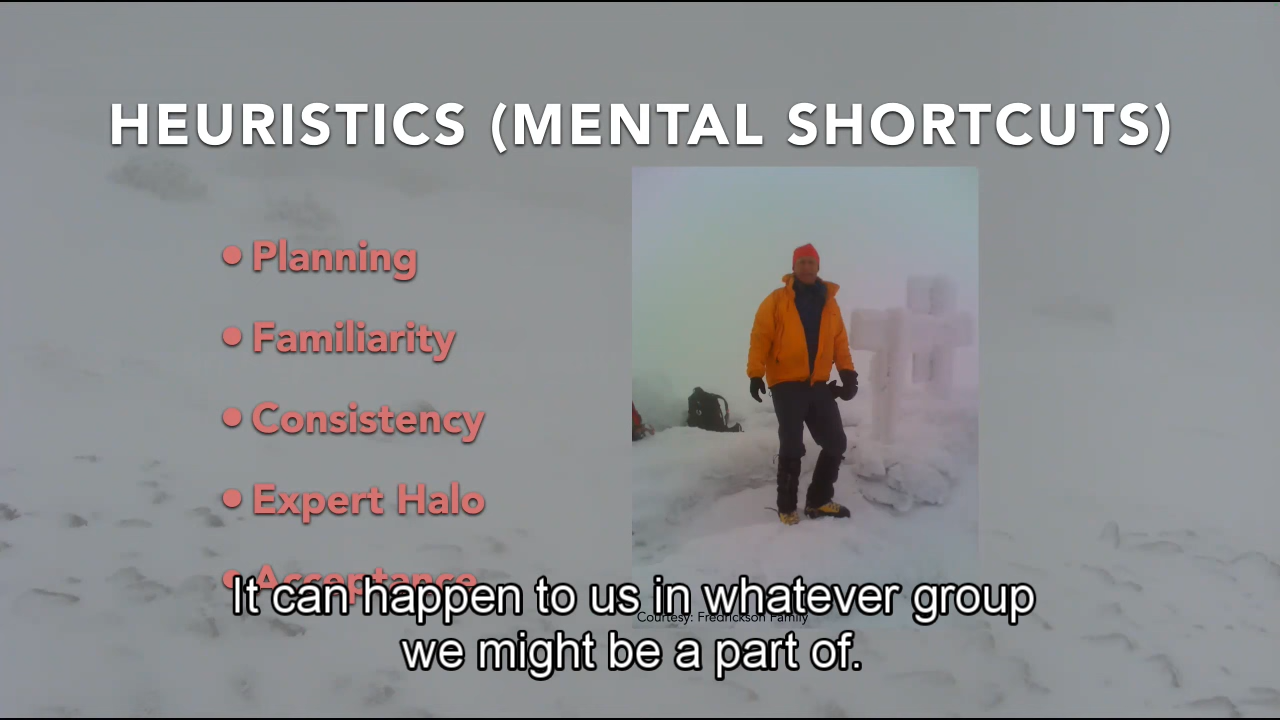 HEURISTICS (MENTAL SHORTCUTS)
• Planning
• Familiarity
• Consistency
• Expert Halo
• Acceptance
Courtesy: Fredrickson Family
It can happen to us in whatever group
we might be a part of.